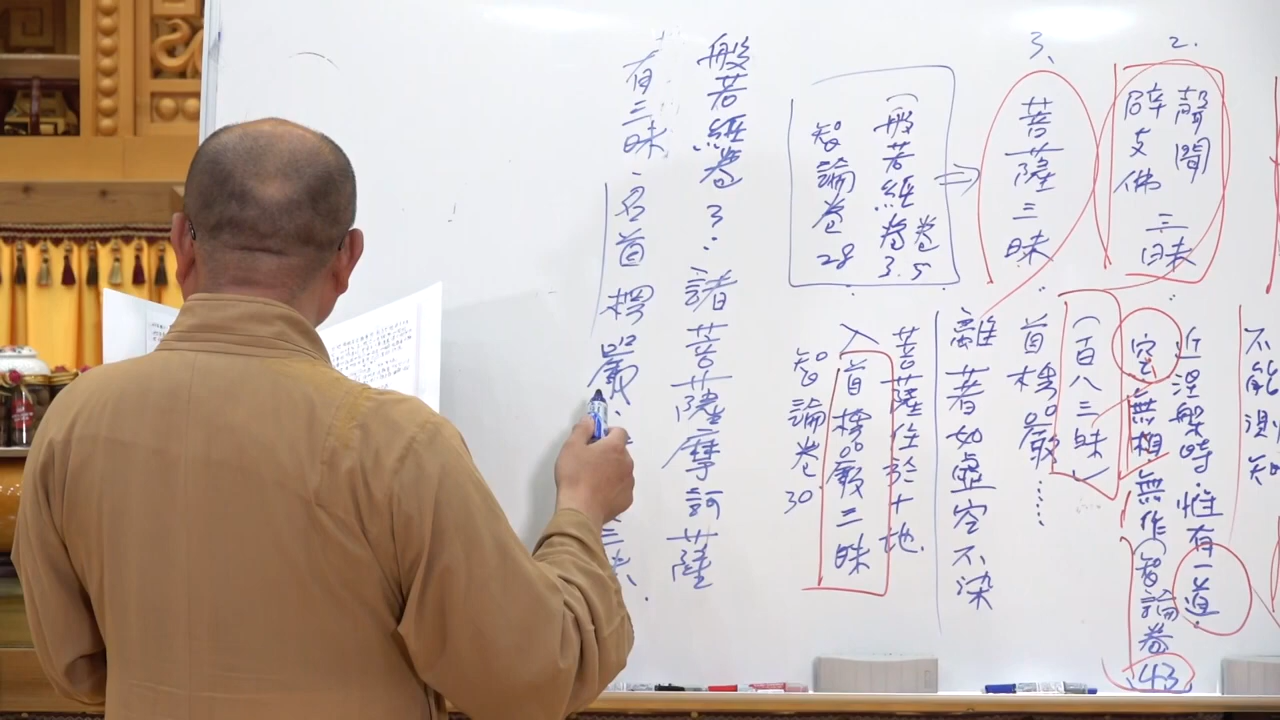 2.
聲聞
辟支佛
三昧
近涅槃時.惟有一道
空無相無作
智論卷
43
不能測知
3、
菩薩三昧
(百八三昧)
首楞嚴……
離著如虛空不染
(般若經卷3.5
卷
智論卷28
菩薩住於十地.
入首楞嚴三昧
智論卷30
般若經卷3:諸菩薩摩訶薩
有三昧.名首楞嚴.